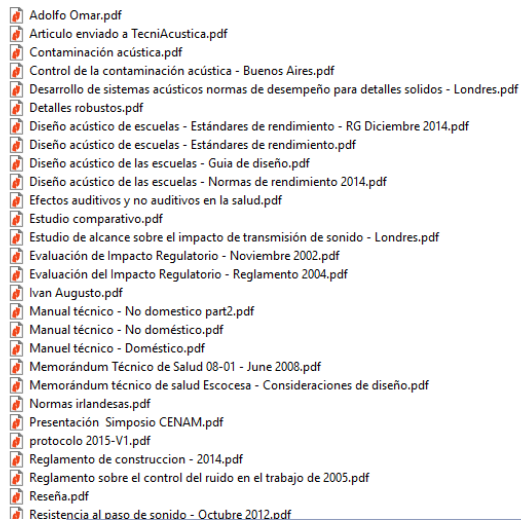 Adolfo Omar.pdf
Articulo enviado a TecniAcustica.pdf
Contaminación acústica.pdf
Control de la contaminación acústica - Buenos Aires.pdf
Desarrollo de sistemas acústicos normas de desempeño para detalles solidos - Londres.pdf
Detalles robustos.pdf
Diseño acústico de escuelas - Estándares de rendimiento - RG Diciembre 2014.pdf
Diseño acústico de escuelas - Estándares de rendimiento.pdf
Diseño acústico de las escuelas - Guia de diseño.pdf
Diseño acústico de las escuelas - Normas de rendimiento 2014.pdf
Efectos auditivos y no auditivos en la salud.pdf
Estudio comparativo.pdf
Estudio de alcance sobre el impacto de transmisión de sonido - Londres.pdf
Evaluación de Impacto Regulatorio - Noviembre 2002.pdf
Evaluación del Impacto Regulatorio - Reglamento 2004.pdf
Ivan Augusto.pdf
Manual técnico - No domestico part2.pdf
Manual técnico - No doméstico.pdf
Manuel técnico - Doméstico.pdf
Memorándum Técnico de Salud 08-01 - June 2008.pdf
Memorándum técnico de salud Escocesa - Consideraciones de diseño.pdf
Normas irlandesas.pdf
Presentación  Simposio CENAM.pdf
protocolo 2015-V1.pdf
Reglamento de construccion - 2014.pdf
Reglamento sobre el control del ruido en el trabajo de 2005.pdf
Reseña.pdf
Resistencia al paso de sonido - Octubre 2012.pdf